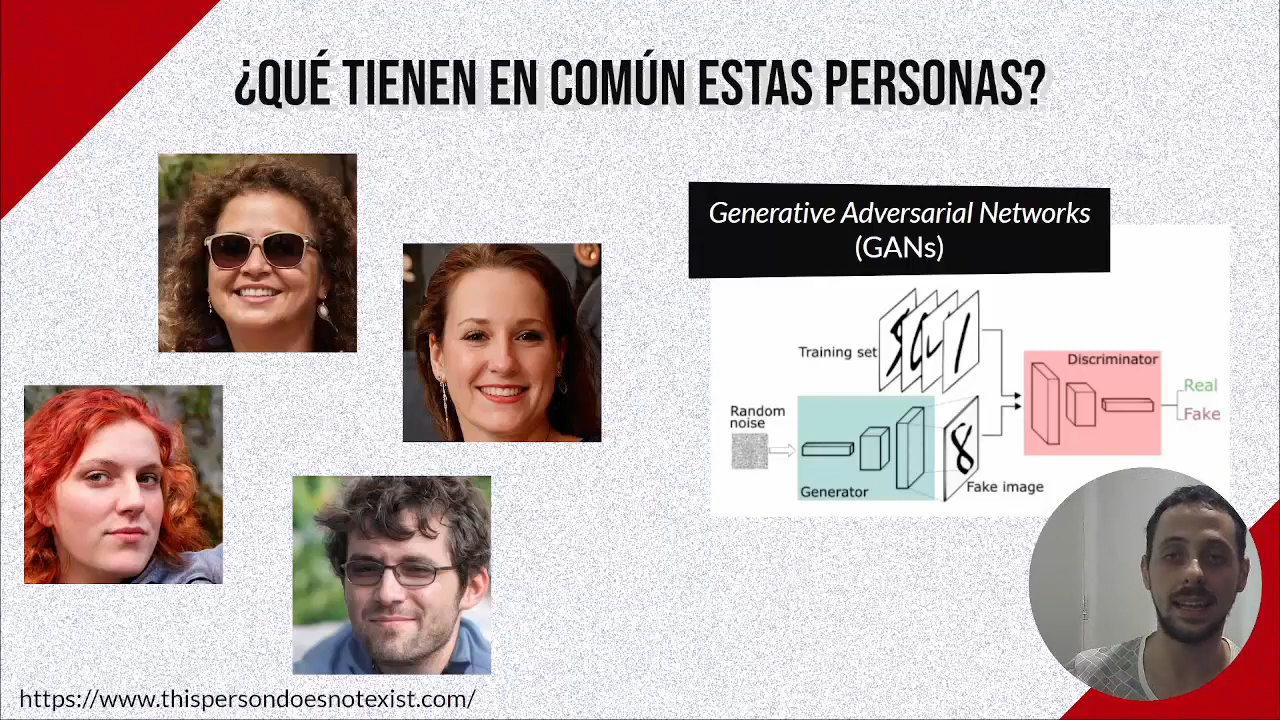 ¿QUÉ TIENEN EN COMÚN ESTAS PERSONAS?
Generative Adversarial Networks
(GANs)
Training set
Discriminator
Real
Fake
Random
noise
8
Generator
Fake image
https://www.thispersondoesnotexist.com/